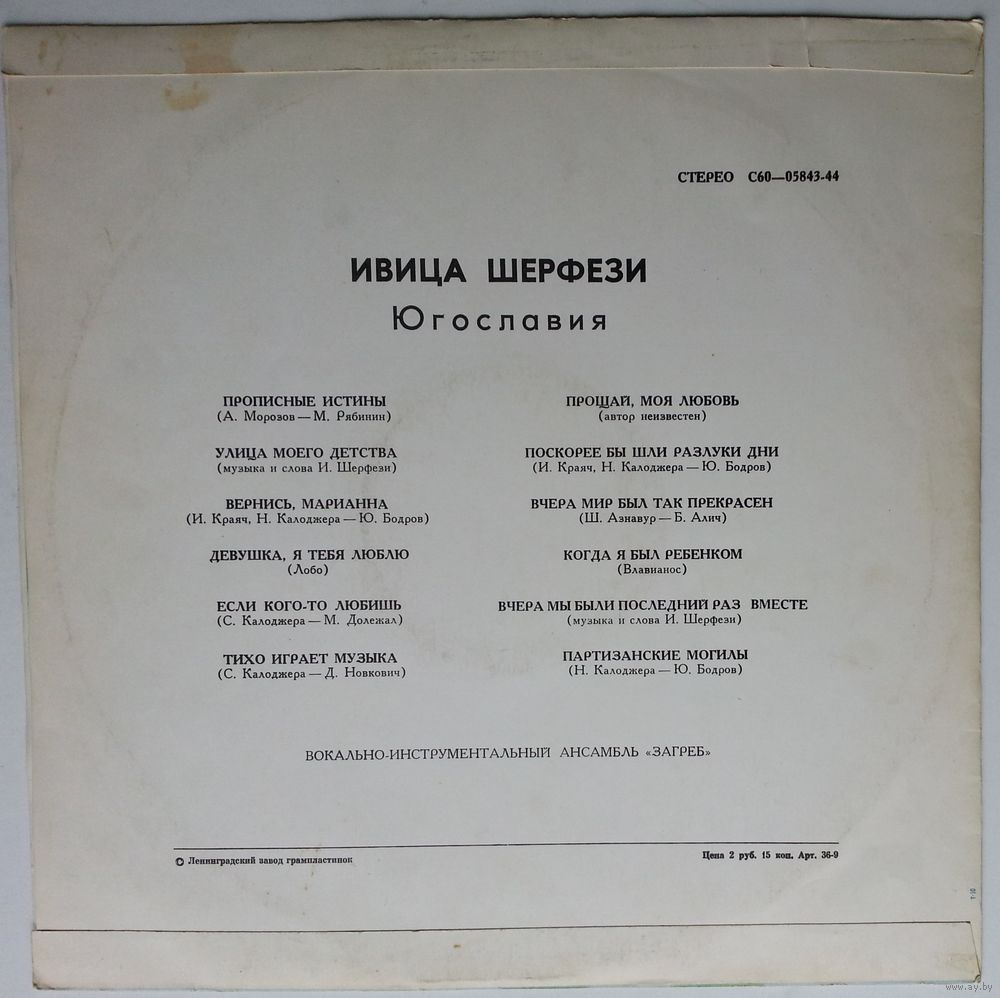 СТЕРЕО С60—05843-44
ИВИЦА ШЕРФЕЗИ
Югославия
ПРОПИСНЫЕ ИСТИНЫ
(А. Морозов — М. Рябинин)
УЛИЦА МОЕГО ДЕТСТВА
(музыка и слова И. Шерфези)
ВЕРНИСЬ, МАРИАННА
(И. Краяч, Н. Калоджера — Ю. Бодров)
ДЕВУШКА, Я ТЕБЯ ЛЮБЛЮ
(Лобо)
ЕСЛИ КОГО-ТО ЛЮБИШЬ
(С. Калоджера — М. Долежал)
ТИХО ИГРАЕТ МУЗЫКА
(С. Калоджера — Д. Новкович)
ПРОЩАЙ, МОЯ ЛЮБОВЬ
(автор неизвестен)
ПОСКОРЕЕ БЫ ШЛИ РАЗЛУКИ ДНИ
(И. Краяч, Н. Калоджера — Ю. Бодров)
ВЧЕРА МИР БЫЛ ТАК ПРЕКРАСЕН
(Ш. Азнавур — Б. Алич)
КОГДА Я БЫЛ РЕБЕНКОМ
(Влавианос)
ВЧЕРА МЫ БЫЛИ ПОСЛЕДНИЙ РАЗ ВМЕСТЕ
(музыка и слова И. Шерфези)
ПАРТИЗАНСКИЕ МОГИЛЫ
(Н. Калоджера — Ю. Бодров)
ВОКАЛЬНО-ИНСТРУМЕНТАЛЬНЫЙ АНСАМБЛЬ «ЗАГРЕБ»
© Ленинградский завод грампластинок
Цена 2 руб. 15 коп. Арт. 36-9
www.ay.by